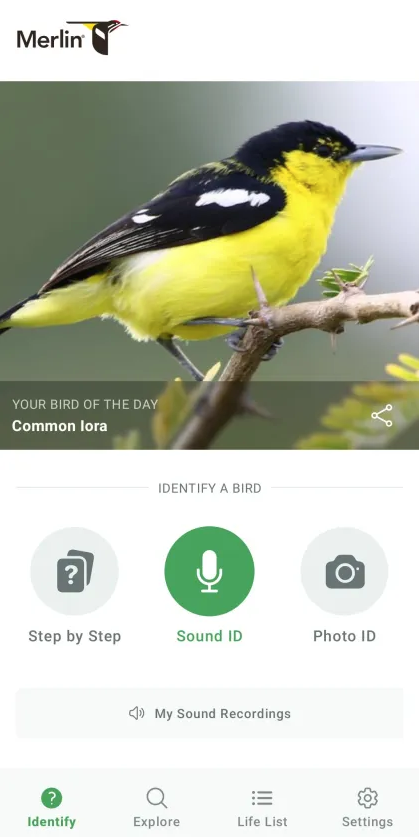 Merlin®
YOUR BIRD OF THE DAY
Common Iora
IDENTIFY A BIRD
?
Step by Step
Sound ID
Photo ID
My Sound Recordings
?
Identify
Explore
Life List
Settings